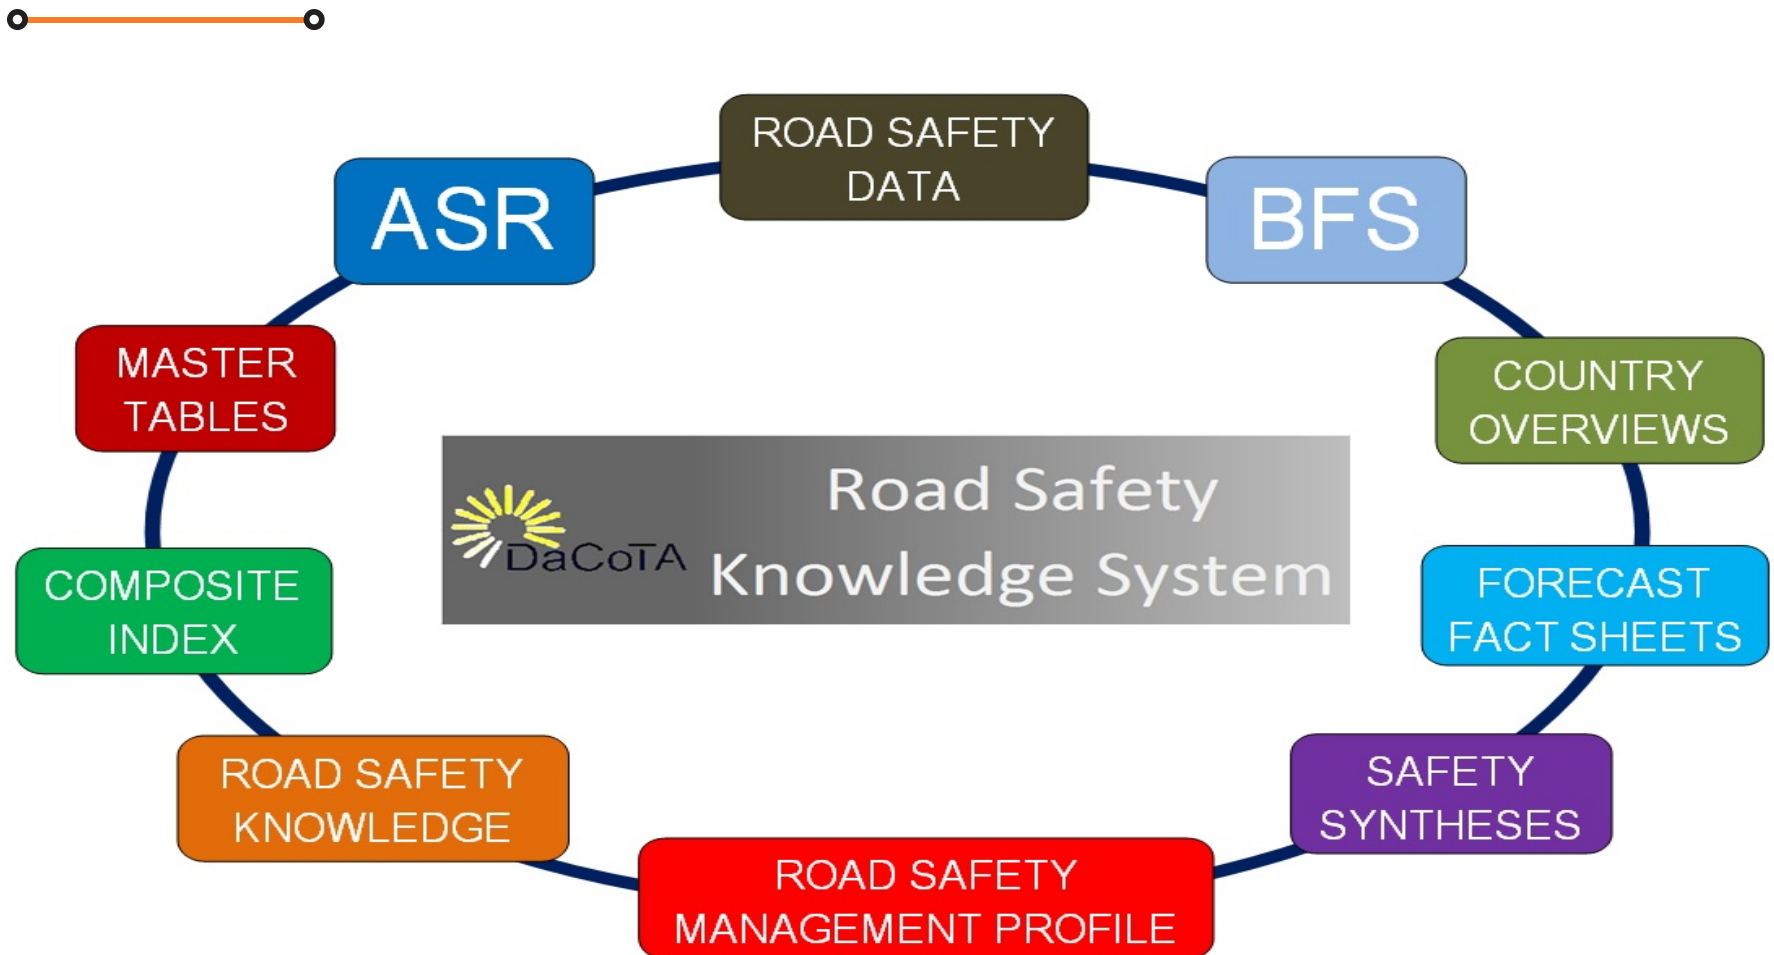 ROAD SAFETY
DATA
ASR
BFS
MASTER
TABLES
COUNTRY
OVERVIEWS
DaCoTA
Road Safety
Knowledge System
COMPOSITE
INDEX
FORECAST
FACT SHEETS
ROAD SAFETY
KNOWLEDGE
SAFETY
SYNTHESES
ROAD SAFETY
MANAGEMENT PROFILE